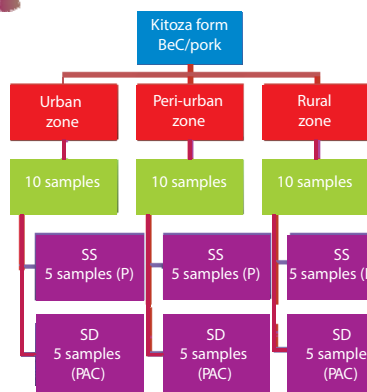 Kitoza form
BeC/pork
Urban
zone
Peri-urban
zone
Rural
zone
10 samples
10 samples
10 samples
SS
5 samples (P)
SS
5 samples (P)
SS
5 samples
SD
5 samples
(PAC)
SD
5 samples
(PAC)
SD
5
(PAC)